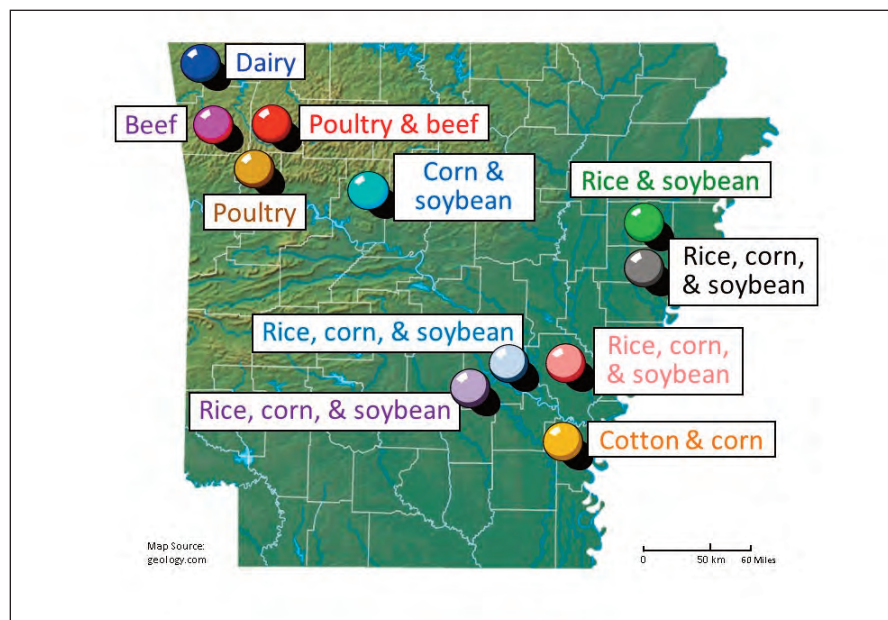 Dairy
Beef
Poultry & beef
Poultry
Corn &
soybean
Rice & soybean
Rice, corn,
& soybean
Rice, corn, & soybean
Rice, corn,
& soybean
Rice, corn, & soybean
Cotton & corn
Map Source:
geology.com
0 50 km 60 Miles